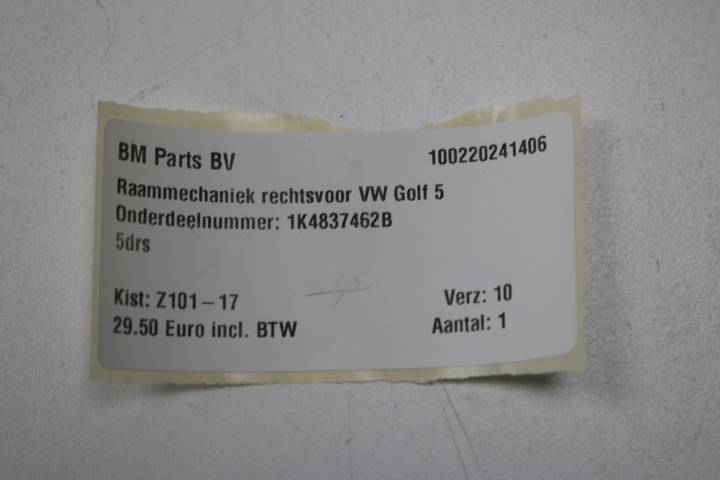 BM Parts BV 100220241406
Raammechaniek rechtsvoor VW Golf 5
Onderdeelnummer: 1K4837462B
5drs
Kist: Z101-17 Verz: 10
29.50 Euro incl. BTW Aantal: 1